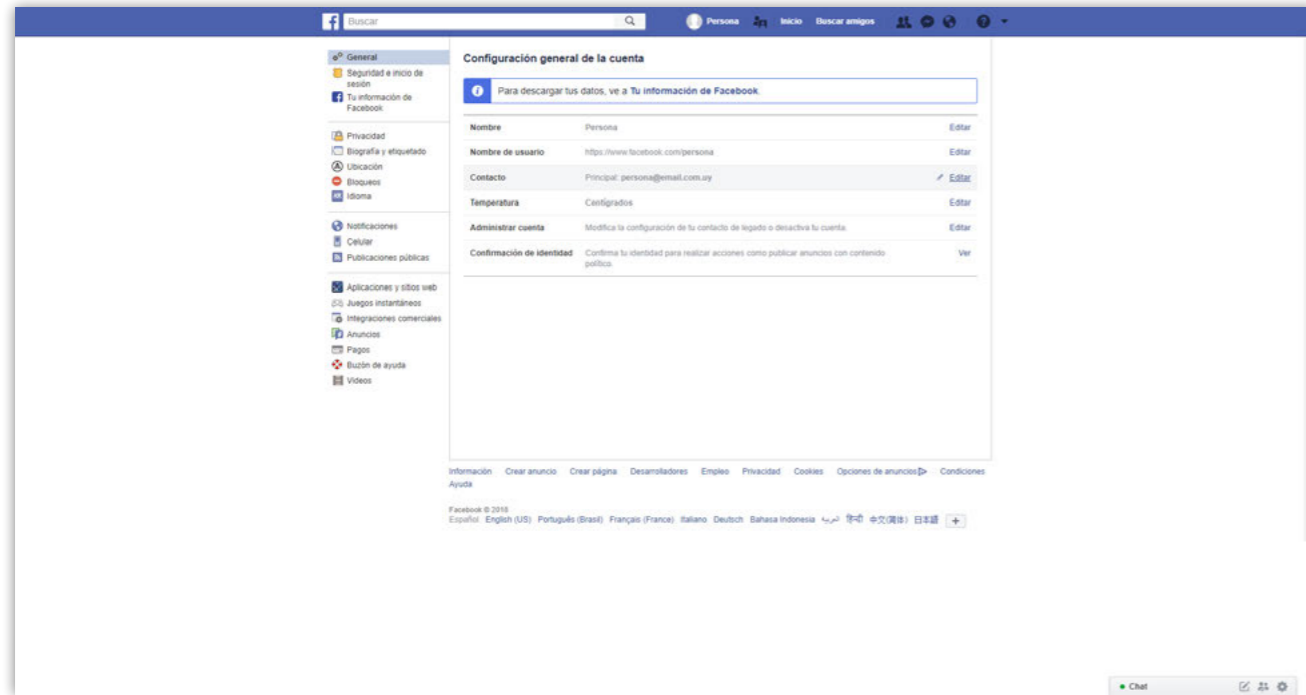 Buscar
Persona Inicio Buscar amigos
General
Seguridad e inicio de
sesión
Tu información de
Facebook
Privacidad
Biografía y etiquetado
Ubicación
Bloqueos
Idioma
Notificaciones
Celular
Publicaciones públicas
Aplicaciones y sitios web
Juegos instantáneos
Integraciones comerciales
Anuncios
Pagos
Buzón de ayuda
Videos
Configuración general de la cuenta
Para descargar tus datos, ve a Tu información de Facebook.
Nombre Persona Editar
Nombre de usuario https://www.facebook.com/persona Editar
Contacto Principal: persona@email.com.uy Editar
Temperatura Centígrados Editar
Administrar cuenta Modifica la configuración de tu contacto de legado o desactiva tu cuenta. Editar
Confirmación de identidad Confirma tu identidad para realizar acciones como publicar anuncios con contenido Ver
político.
Información Crear anuncio Crear página Desarrolladores Empleo Privacidad Cookies Opciones de anuncios Condiciones
Ayuda
Facebook © 2018
Español English (US) Português (Brasil) Français (France) Italiano Deutsch Bahasa Indonesia العربية हिन्दी 中文(简体) 日本語 +
Chat